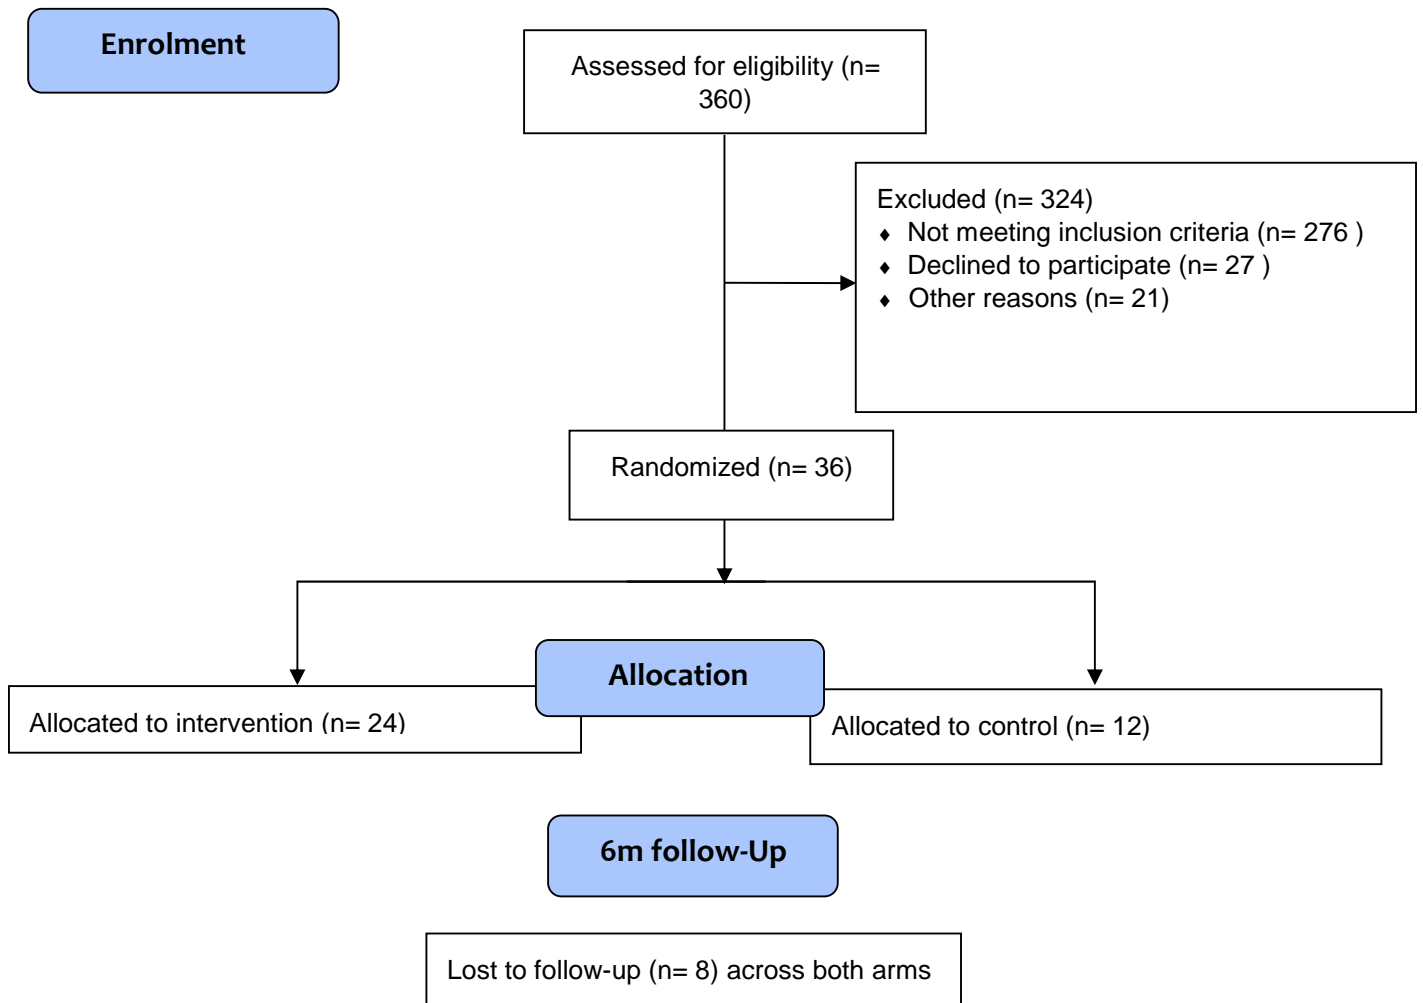 Enrolment
Assessed for eligibility (n=
360)
Excluded (n= 324)
♦ Not meeting inclusion criteria (n= 276 )
♦ Declined to participate (n= 27 )
♦ Other reasons (n= 21)
Randomized (n= 36)
Allocation
Allocated to intervention (n= 24)
Allocated to control (n= 12)
6m follow-Up
Lost to follow-up (n= 8) across both arms